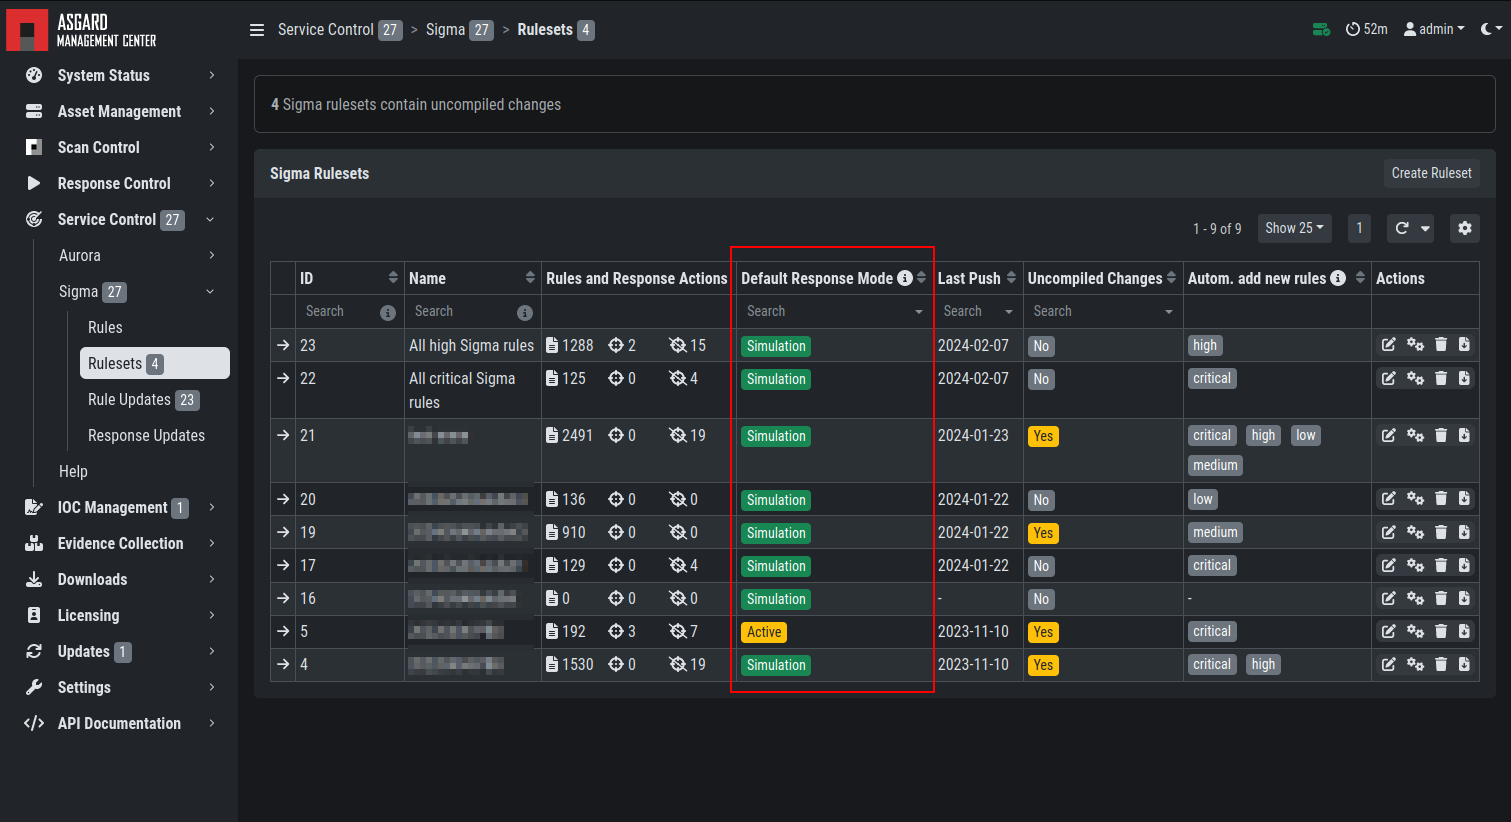 ASGARD
MANAGEMENT CENTER
Service Control 27 > Sigma 27 > Rulesets 4
52m admin
System Status
Asset Management
Scan Control
Response Control
Service Control 27
Aurora
Sigma 27
Rules
Rulesets 4
Rule Updates 23
Response Updates
Help
IOC Management 1
Evidence Collection
Downloads
Licensing
Updates 1
Settings
API Documentation
4 Sigma rulesets contain uncompiled changes
Sigma Rulesets
Create Ruleset
1 - 9 of 9 Show 25 1
ID Name Rules and Response Actions Default Response Mode Last Push Uncompiled Changes Autom. add new rules Actions
Search Search Search Search Search
23 All high Sigma rules 1288 2 15 Simulation 2024-02-07 No high
22 All critical Sigma 125 0 4 Simulation 2024-02-07 No critical
rules
21 2491 0 19 Simulation 2024-01-23 Yes critical high low
medium
20 136 0 0 Simulation 2024-01-22 No low
19 910 0 0 Simulation 2024-01-22 Yes medium
17 129 0 4 Simulation 2024-01-22 No critical
16 0 0 0 Simulation - No -
5 192 3 7 Active 2023-11-10 Yes critical
4 1530 0 19 Simulation 2023-11-10 Yes critical high